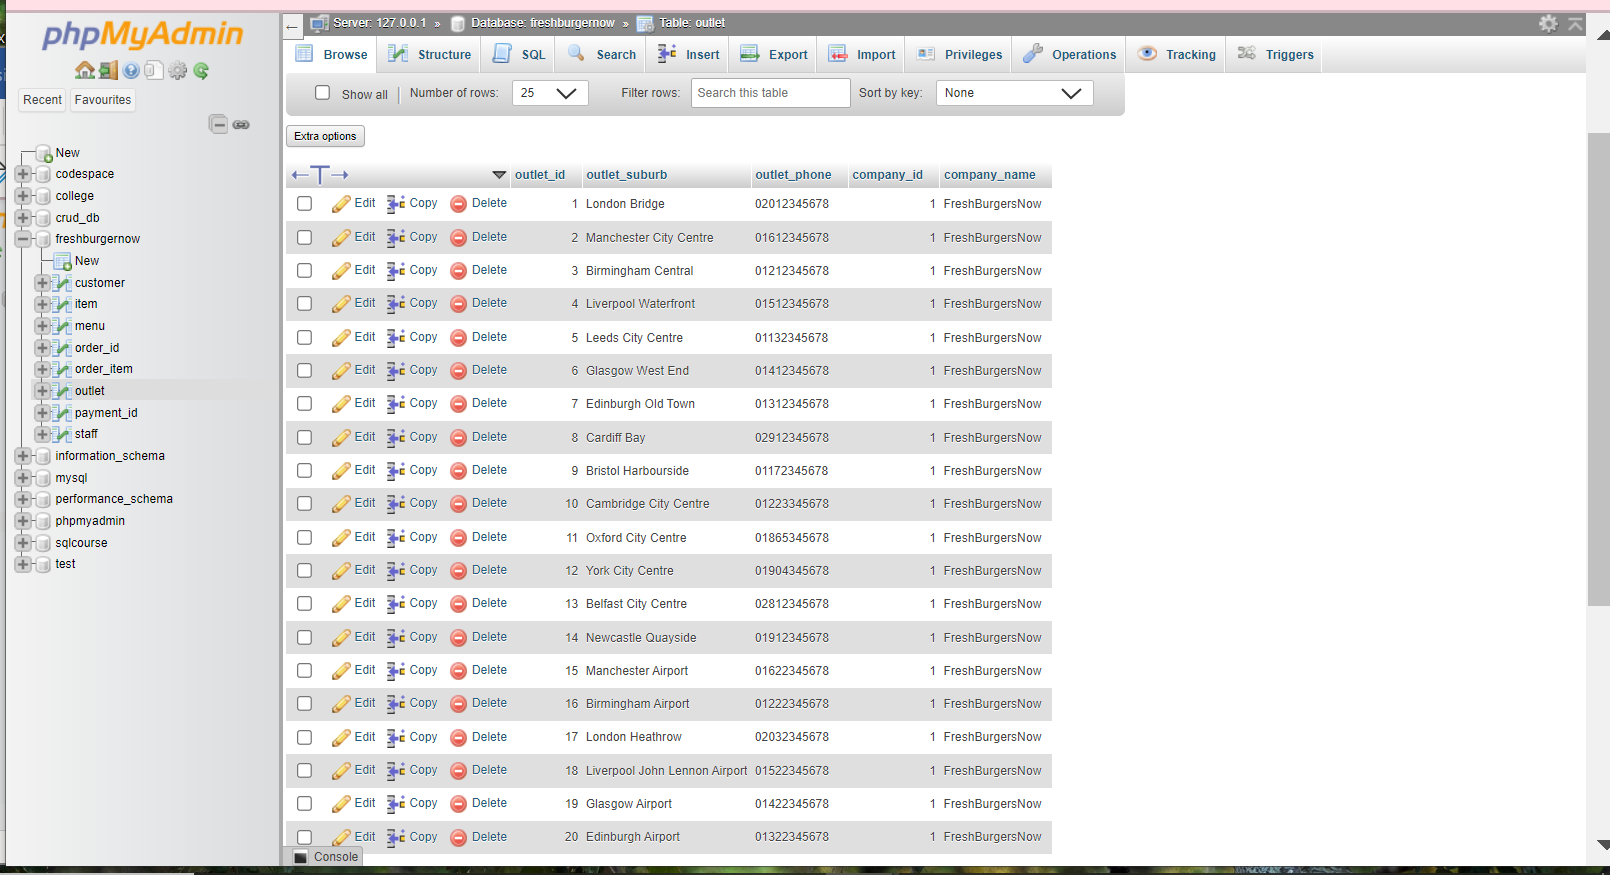 phpMyAdmin
Recent Favourites
New
codespace
college
crud_db
freshburgernow
New
customer
item
menu
order_id
order_item
outlet
payment_id
staff
information_schema
mysql
performance_schema
phpmyadmin
sqlcourse
test
Server: 127.0.0.1 » Database: freshburgernow » Table: outlet
Browse Structure SQL Search Insert Export Import Privileges Operations Tracking Triggers
Show all Number of rows: 25 Filter rows: Search this table Sort by key: None
Extra options
outlet_id outlet_suburb outlet_phone company_id company_name
Edit Copy Delete 1 London Bridge 02012345678 1 FreshBurgersNow
Edit Copy Delete 2 Manchester City Centre 01612345678 1 FreshBurgersNow
Edit Copy Delete 3 Birmingham Central 01212345678 1 FreshBurgersNow
Edit Copy Delete 4 Liverpool Waterfront 01512345678 1 FreshBurgersNow
Edit Copy Delete 5 Leeds City Centre 01132345678 1 FreshBurgersNow
Edit Copy Delete 6 Glasgow West End 01412345678 1 FreshBurgersNow
Edit Copy Delete 7 Edinburgh Old Town 01312345678 1 FreshBurgersNow
Edit Copy Delete 8 Cardiff Bay 02912345678 1 FreshBurgersNow
Edit Copy Delete 9 Bristol Harbourside 01172345678 1 FreshBurgersNow
Edit Copy Delete 10 Cambridge City Centre 01223345678 1 FreshBurgersNow
Edit Copy Delete 11 Oxford City Centre 01865345678 1 FreshBurgersNow
Edit Copy Delete 12 York City Centre 01904345678 1 FreshBurgersNow
Edit Copy Delete 13 Belfast City Centre 02812345678 1 FreshBurgersNow
Edit Copy Delete 14 Newcastle Quayside 01912345678 1 FreshBurgersNow
Edit Copy Delete 15 Manchester Airport 01622345678 1 FreshBurgersNow
Edit Copy Delete 16 Birmingham Airport 01222345678 1 FreshBurgersNow
Edit Copy Delete 17 London Heathrow 02032345678 1 FreshBurgersNow
Edit Copy Delete 18 Liverpool John Lennon Airport 01522345678 1 FreshBurgersNow
Edit Copy Delete 19 Glasgow Airport 01422345678 1 FreshBurgersNow
Edit Copy Delete 20 Edinburgh Airport 01322345678 1 FreshBurgersNow
Console